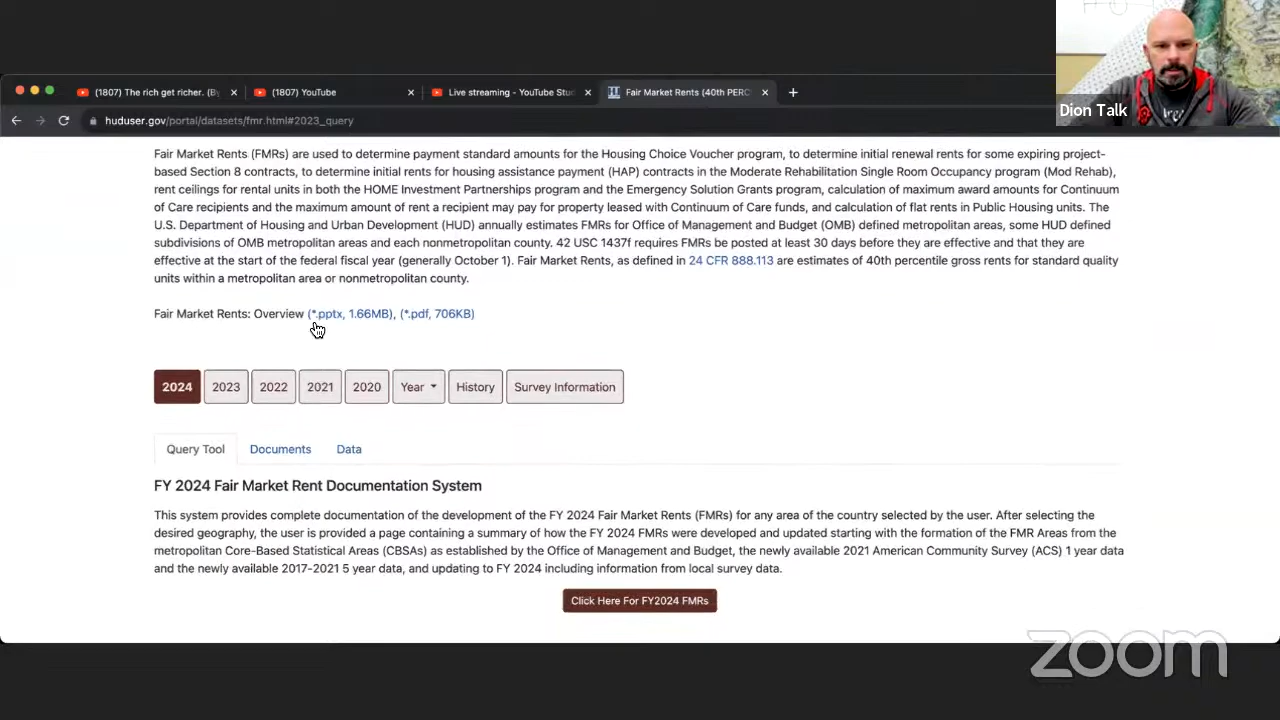 (1807) The rich get richer. (By
(1807) YouTube
Live streaming - YouTube Stud
Fair Market Rents (40th PERC
Dion Talk
huduser.gov/portal/datasets/fmr.html#2023_query
Fair Market Rents (FMRs) are used to determine payment standard amounts for the Housing Choice Voucher program, to determine initial renewal rents for some expiring project-
based Section 8 contracts, to determine initial rents for housing assistance payment (HAP) contracts in the Moderate Rehabilitation Single Room Occupancy program (Mod Rehab),
rent ceilings for rental units in both the HOME Investment Partnerships program and the Emergency Solution Grants program, calculation of maximum award amounts for Continuum
of Care recipients and the maximum amount of rent a recipient may pay for property leased with Continuum of Care funds, and calculation of flat rents in Public Housing units. The
U.S. Department of Housing and Urban Development (HUD) annually estimates FMRs for Office of Management and Budget (OMB) defined metropolitan areas, some HUD defined
subdivisions of OMB metropolitan areas and each nonmetropolitan county. 42 USC 1437f requires FMRs be posted at least 30 days before they are effective and that they are
effective at the start of the federal fiscal year (generally October 1). Fair Market Rents, as defined in 24 CFR 888.113 are estimates of 40th percentile gross rents for standard quality
units within a metropolitan area or nonmetropolitan county.
Fair Market Rents: Overview (*.pptx, 1.66MB), (*.pdf, 706KB)
2024 2023 2022 2021 2020 Year History Survey Information
Query Tool Documents Data
FY 2024 Fair Market Rent Documentation System
This system provides complete documentation of the development of the FY 2024 Fair Market Rents (FMRs) for any area of the country selected by the user. After selecting the
desired geography, the user is provided a page containing a summary of how the FY 2024 FMRs were developed and updated starting with the formation of the FMR Areas from the
metropolitan Core-Based Statistical Areas (CBSAs) as established by the Office of Management and Budget, the newly available 2021 American Community Survey (ACS) 1 year data
and the newly available 2017-2021 5 year data, and updating to FY 2024 including information from local survey data.
Click Here For FY2024 FMRs
zoom